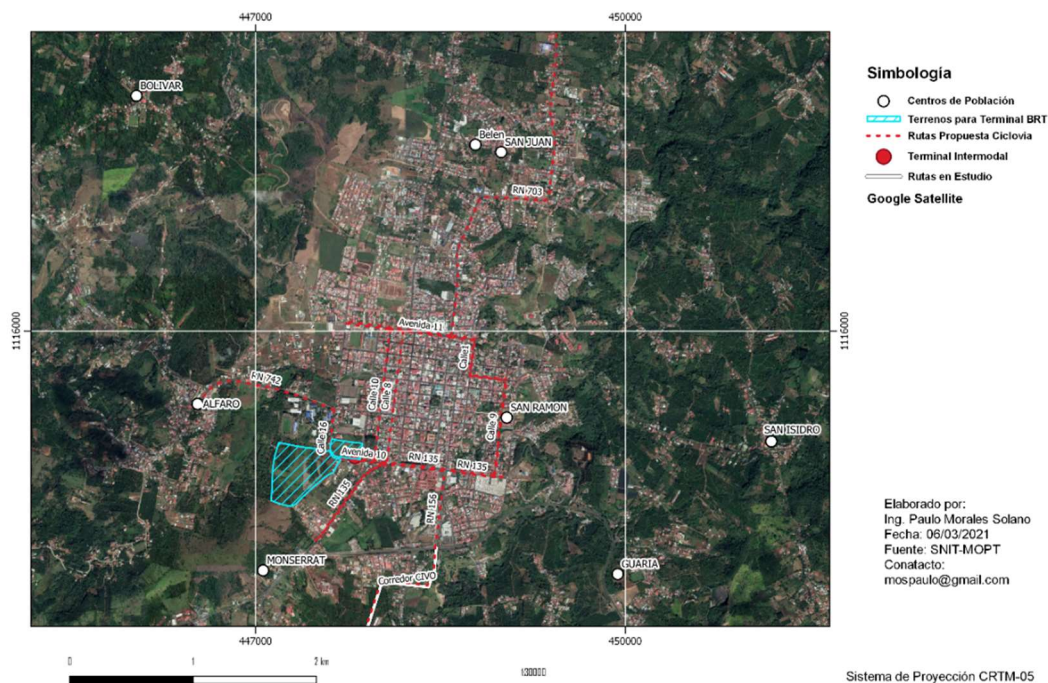 447000
450000
BOLIVAR
Belen
SAN JUAN
RN 703
1116000
Avenida 11
1116000
Calle1
RN 742
Calle 10
Calle 8
ALFARO
SAN RAMON
Calle 9
Calle 16
SAN ISIDRO
Avenida 10
RN 135
RN 135
RN 135
RN 156
MONSERRAT
GUARIA
Corredor CIVO
447000
450000
0
1
2 km
130000
Simbología
Centros de Población
Terrenos para Terminal BRT
Rutas Propuesta Ciclovia
Terminal Intermodal
Rutas en Estudio
Google Satellite
Elaborado por:
Ing. Paulo Morales Solano
Fecha: 06/03/2021
Fuente: SNIT-MOPT
Conatacto:
mospaulo@gmail.com
Sistema de Proyección CRTM-05